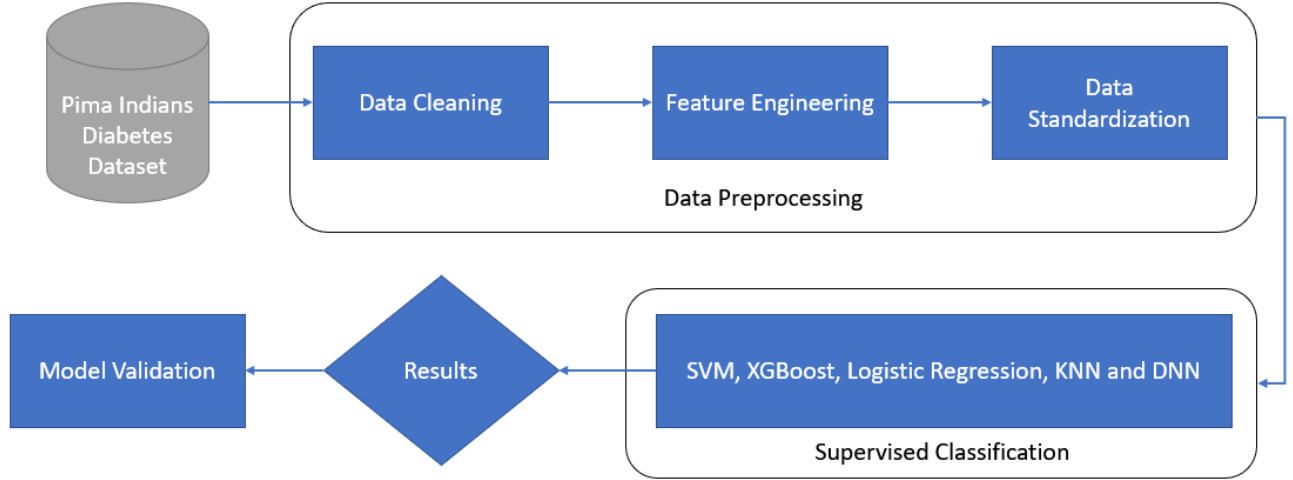 Pima Indians
Diabetes
Dataset
Data Cleaning
Feature Engineering
Data
Standardization
Data Preprocessing
Model Validation
Results
SVM, XGBoost, Logistic Regression, KNN and DNN
Supervised Classification